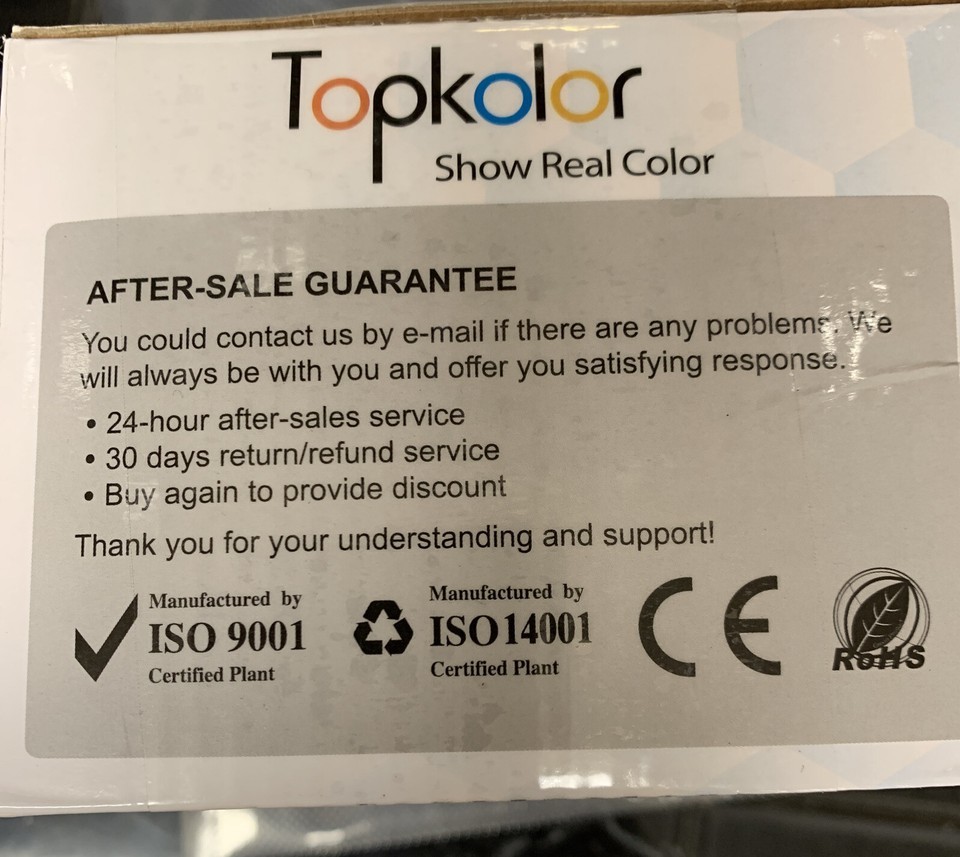 Topkolor
Show Real Color
AFTER-SALE GUARANTEE
You could contact us by e-mail if there are any problems. We
will always be with you and offer you satisfying response.
• 24-hour after-sales service
• 30 days return/refund service
• Buy again to provide discount
Thank you for your understanding and support!
Manufactured by
ISO 9001
Certified Plant
Manufactured by
ISO 14001
Certified Plant
CE
RoHS